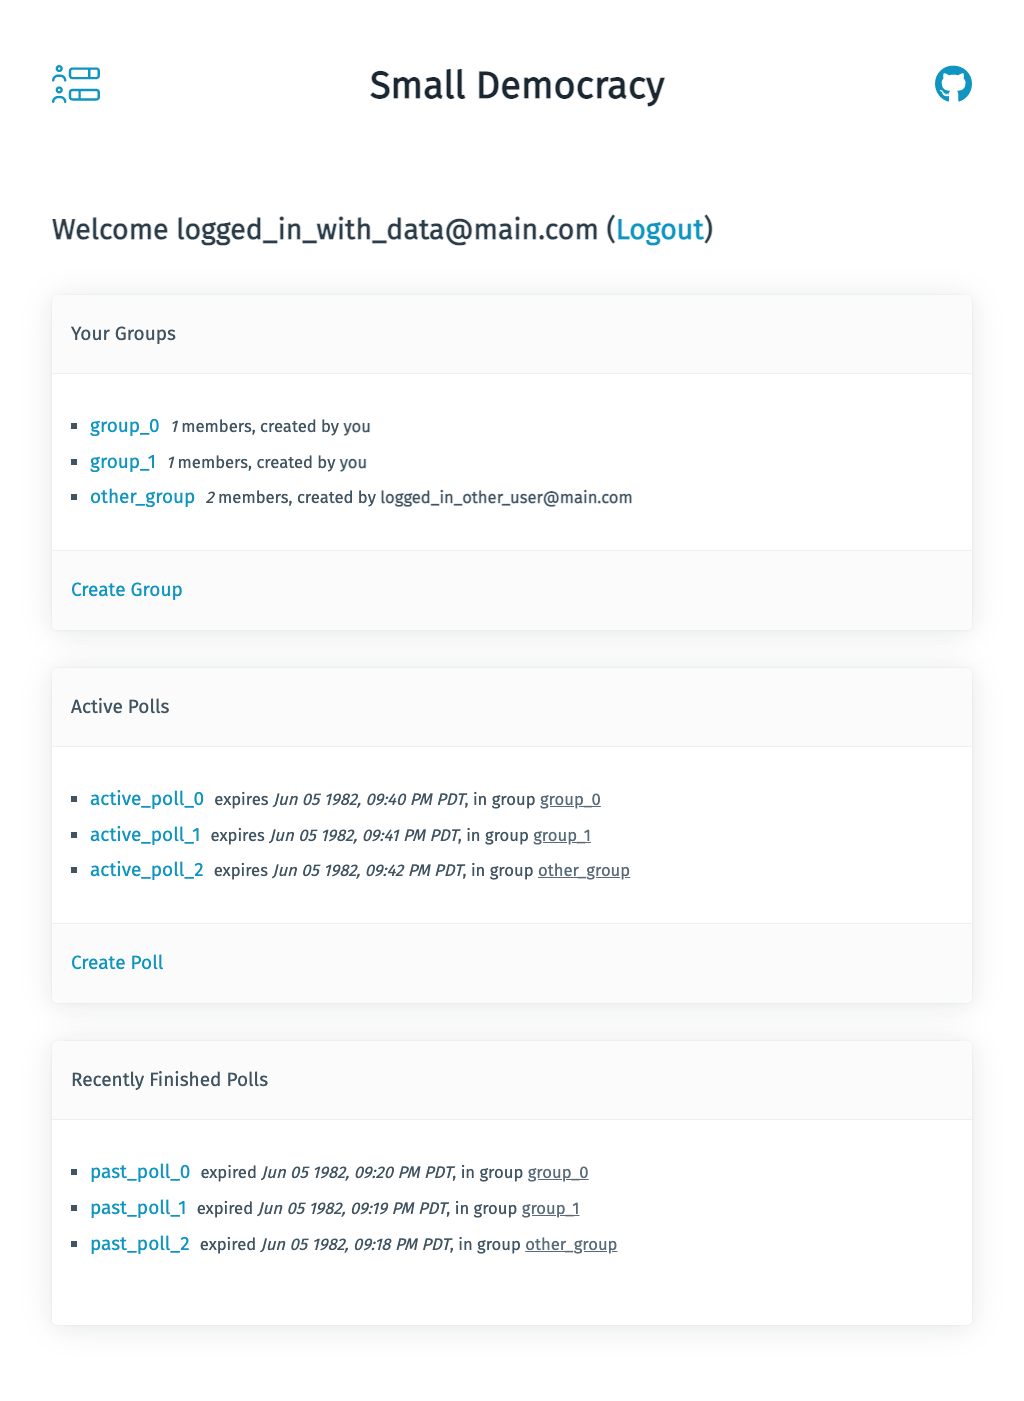 Small Democracy
Welcome logged_in_with_data@main.com (Logout)
Your Groups
group_0 1 members, created by you
group_1 1 members, created by you
other_group 2 members, created by logged_in_other_user@main.com
Create Group
Active Polls
active_poll_0 expires Jun 05 1982, 09:40 PM PDT, in group group_0
active_poll_1 expires Jun 05 1982, 09:41 PM PDT, in group group_1
active_poll_2 expires Jun 05 1982, 09:42 PM PDT, in group other_group
Create Poll
Recently Finished Polls
past_poll_0 expired Jun 05 1982, 09:20 PM PDT, in group group_0
past_poll_1 expired Jun 05 1982, 09:19 PM PDT, in group group_1
past_poll_2 expired Jun 05 1982, 09:18 PM PDT, in group other_group